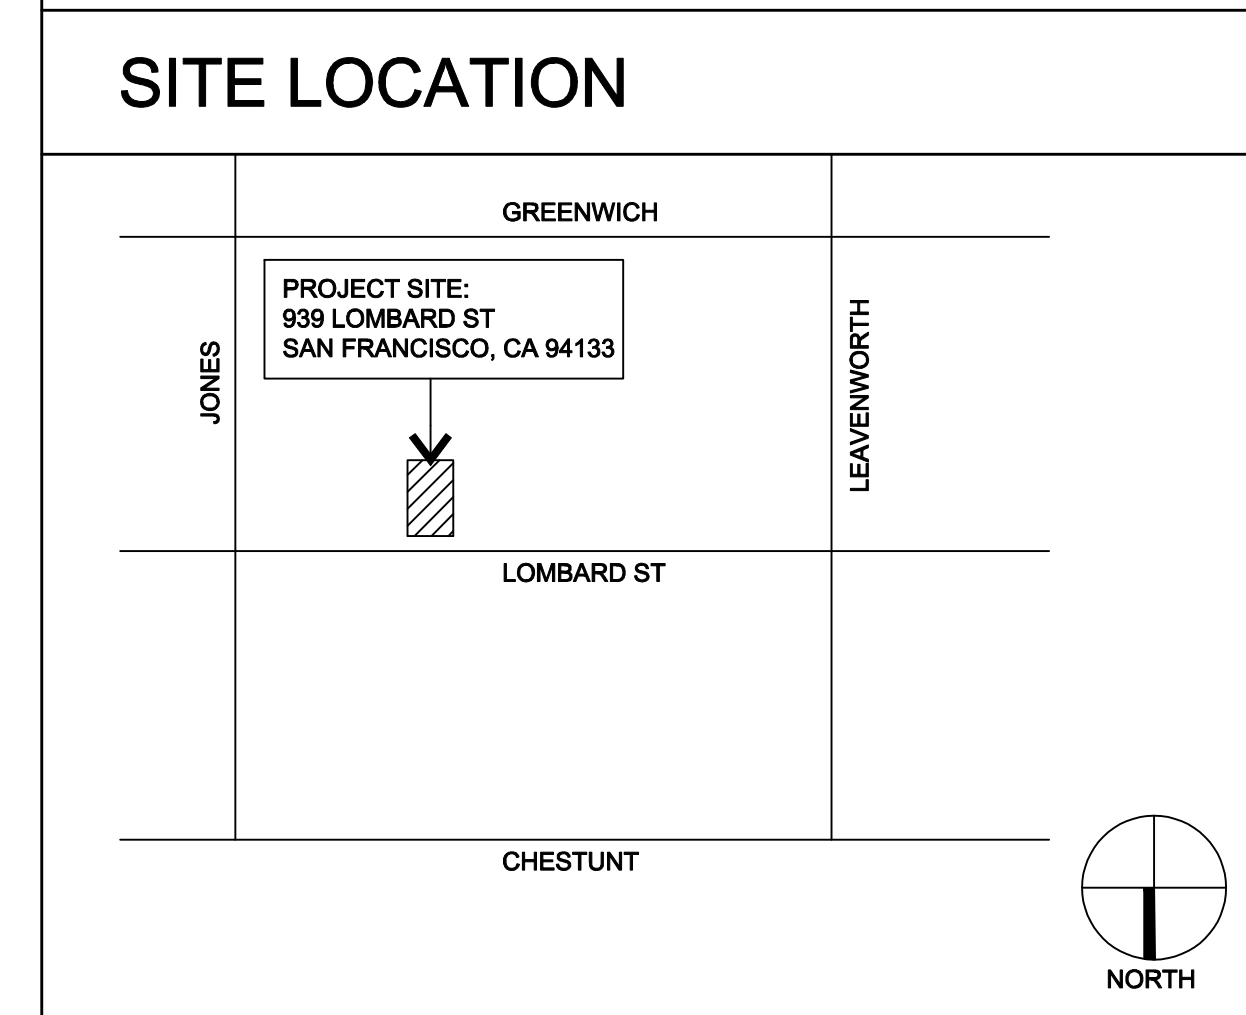 SITE LOCATION
GREENWICH
PROJECT SITE:
939 LOMBARD ST
SAN FRANCISCO, CA 94133
JONES
LEAVENWORTH
LOMBARD ST
CHESTUNT
NORTH